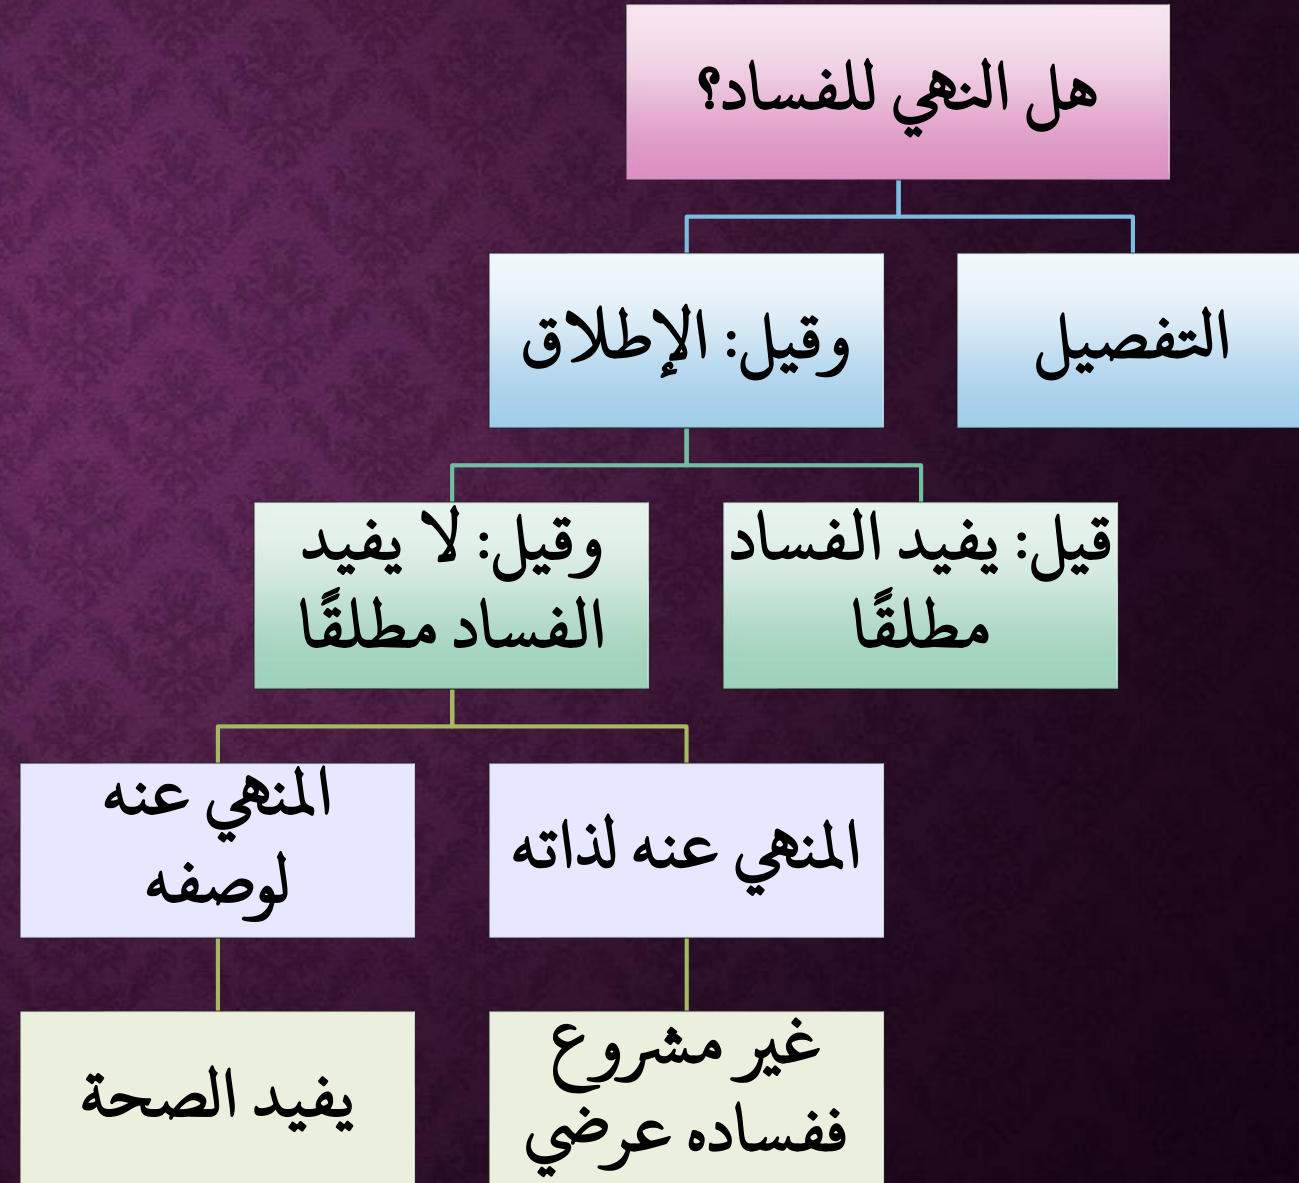 هل النهي للفساد؟
التفصيل
وقيل: الإطلاق
قيل: يفيد الفساد
مطلقًا
وقيل: لا يفيد
الفساد مطلقًا
المنهي عنه لذاته
المنهي عنه
لوصفه
غير مشروع
ففساده عرضي
يفيد الصحة